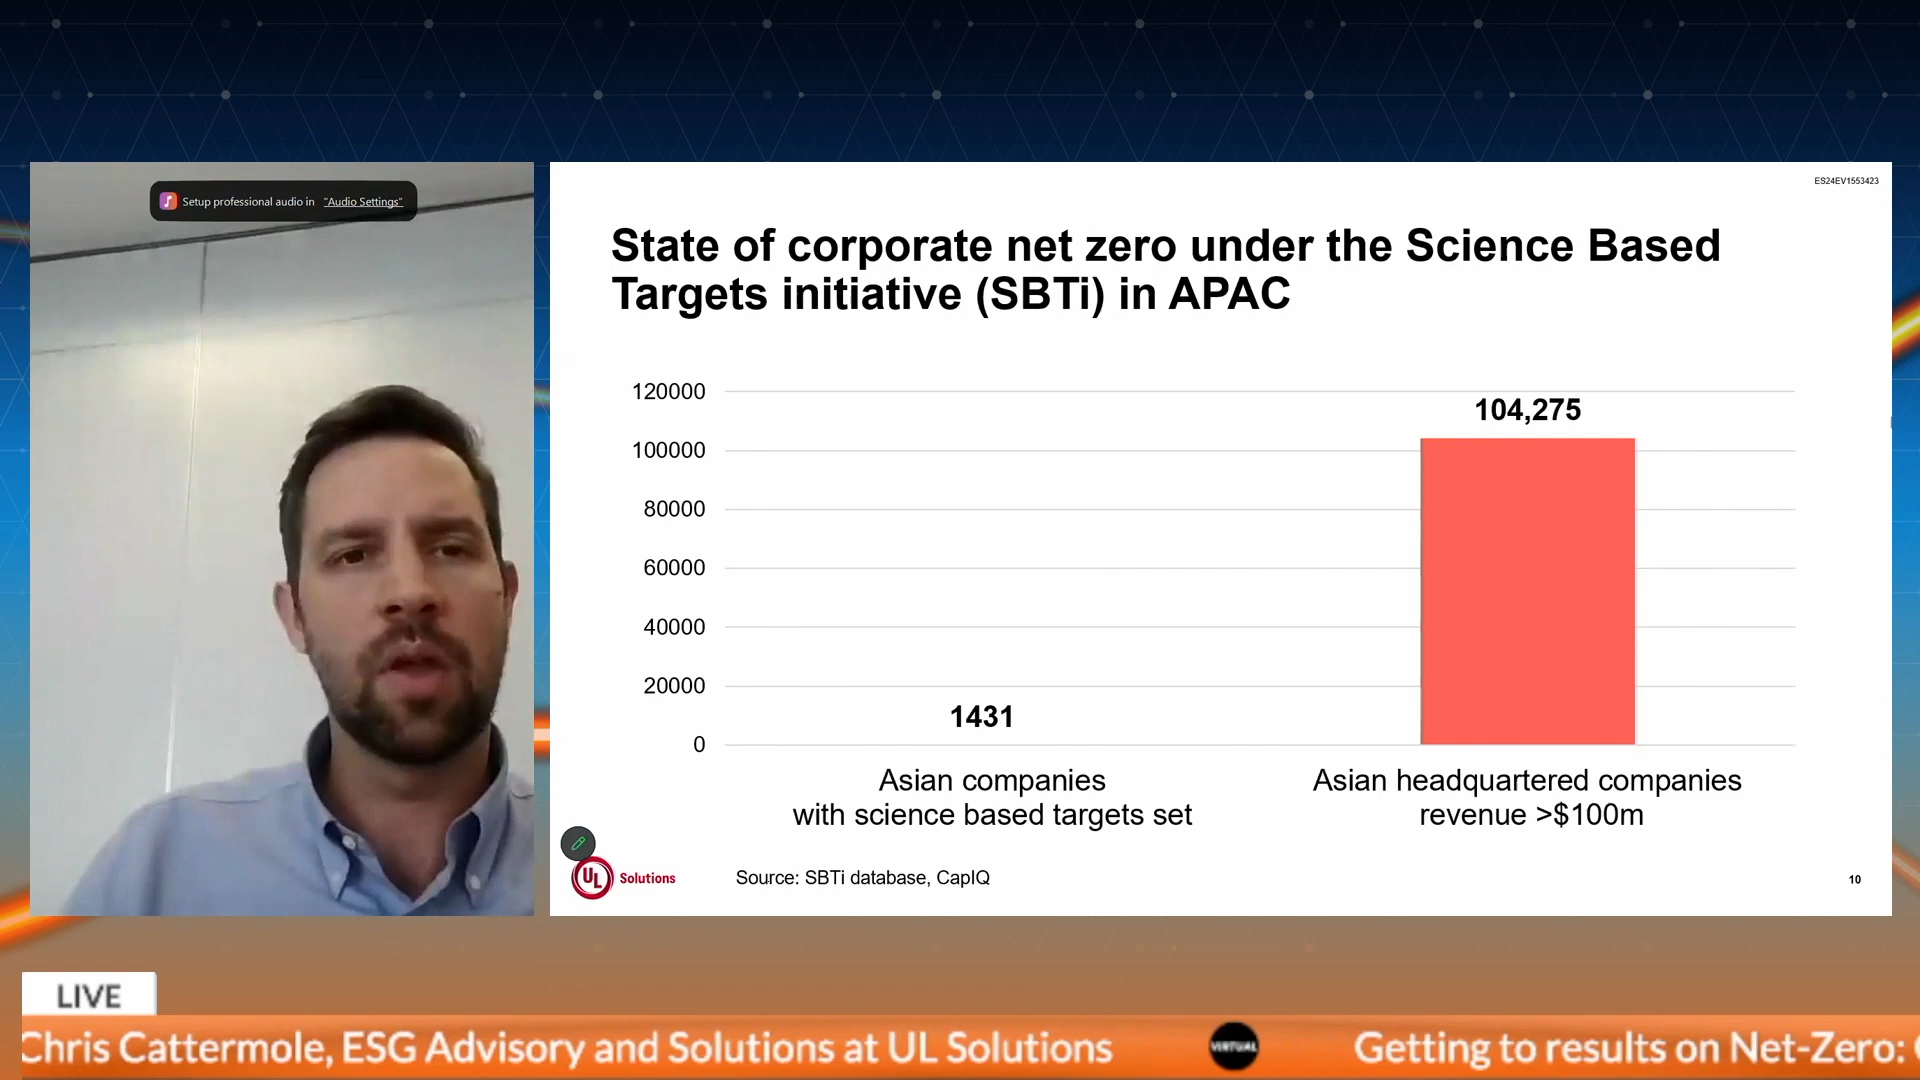 Setup professional audio in "Audio Settings"
ES24EV1553423
State of corporate net zero under the Science Based
Targets initiative (SBTi) in APAC
120000
100000
80000
60000
40000
20000
0
1431
104,275
Asian companies
with science based targets set
Asian headquartered companies
revenue >$100m
UL Solutions
Source: SBTi database, CapIQ
10
LIVE
Chris Cattermole, ESG Advisory and Solutions at UL Solutions
VIRTUAL
Getting to results on Net-Zero: